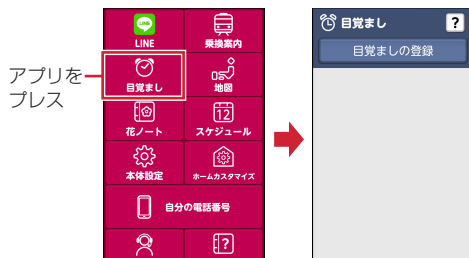 アプリを
プレス
LINE
LINE
乗換案内
目覚まし
地図
花ノート
12
スケジュール
本体設定
ホームカスタマイズ
自分の電話番号
?
目覚まし
?
目覚ましの登録